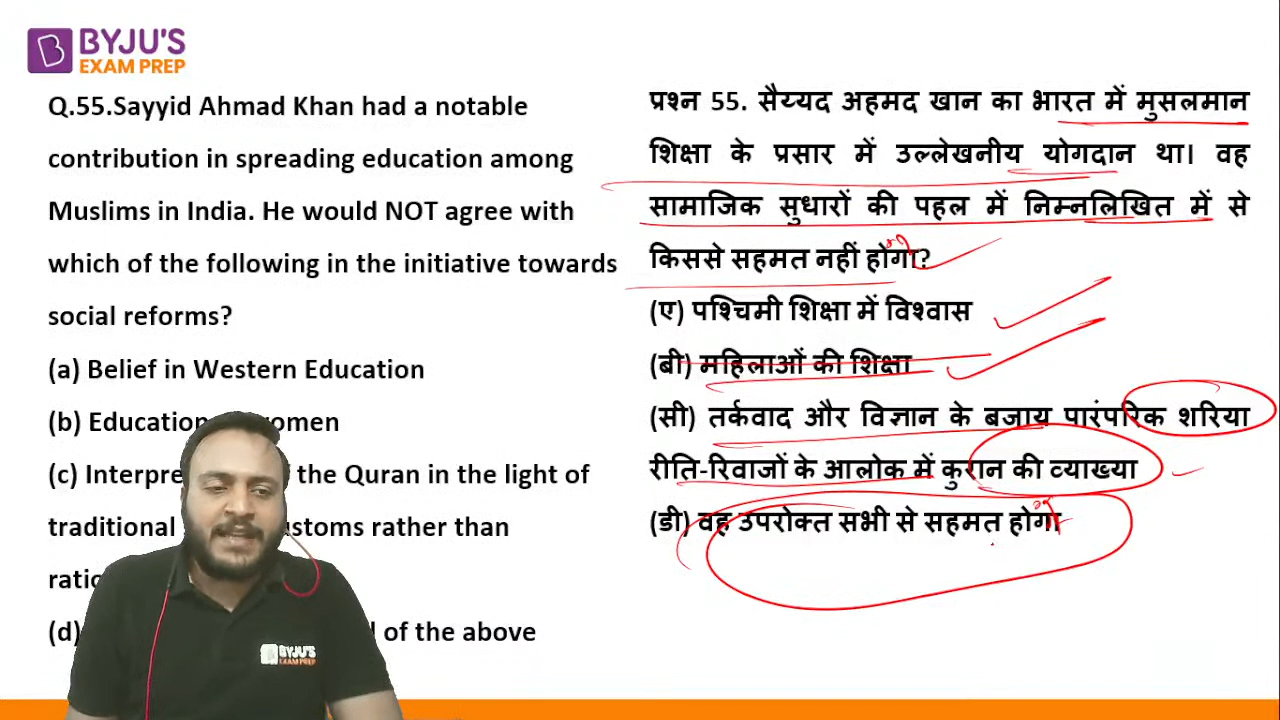 BYJU'S
EXAM PREP
Q.55.Sayyid Ahmad Khan had a notable
contribution in spreading education among
Muslims in India. He would NOT agree with
which of the following in the initiative towards
social reforms?
(a) Belief in Western Education
(b) Education women
(c) Interpre the Quran in the light of
traditional stoms rather than
ratio
(d) of the above
प्रश्न 55. सैय्यद अहमद खान का भारत में मुसलमान
शिक्षा के प्रसार में उल्लेखनीय योगदान था। वह
सामाजिक सुधारों की पहल में निम्नलिखित में से
किससे सहमत नहीं होगा?
(ए) पश्चिमी शिक्षा में विश्वास
(बी) महिलाओं की शिक्षा
(सी) तर्कवाद और विज्ञान के बजाय पारंपरिक शरिया
रीति-रिवाजों के आलोक में कुरान की व्याख्या
(डी) वह उपरोक्त सभी से सहमत होगा
BYJU'S
EXAM PREP